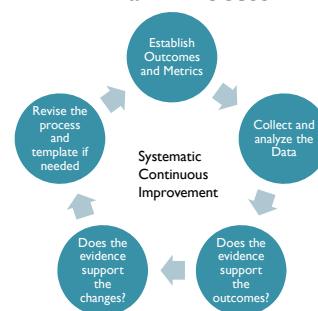 Establish
Outcomes
and Metrics
Collect and
analyze the
Data
Does the
evidence
support
the
outcomes?
Does the
evidence
support
the
changes?
Revise the
process
and
template if
needed
Systematic
Continuous
Improvement